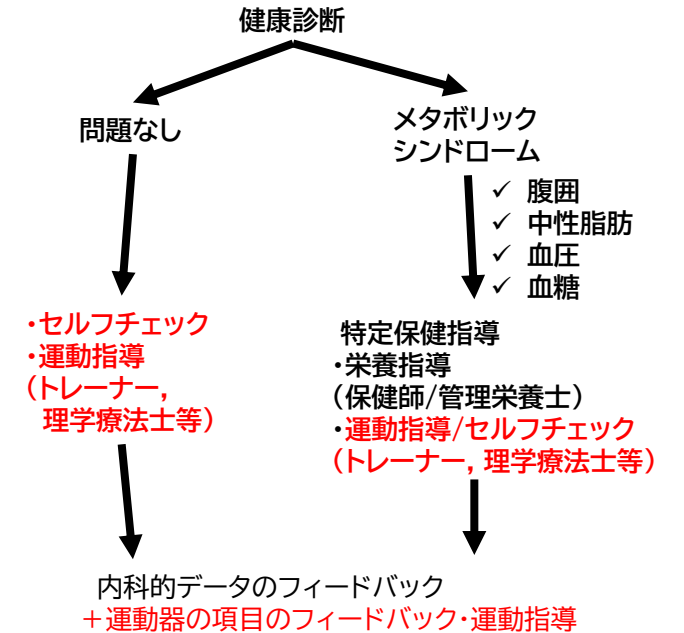 健康診断
問題なし
メタボリック
シンドローム
✓ 腹囲
✓ 中性脂肪
✓ 血圧
✓ 血糖
・セルフチェック
・運動指導
(トレーナー,
理学療法士等)
特定保健指導
・栄養指導
(保健師/管理栄養士)
・運動指導/セルフチェック
(トレーナー, 理学療法士等)
内科的データのフィードバック
＋運動器の項目のフィードバック・運動指導